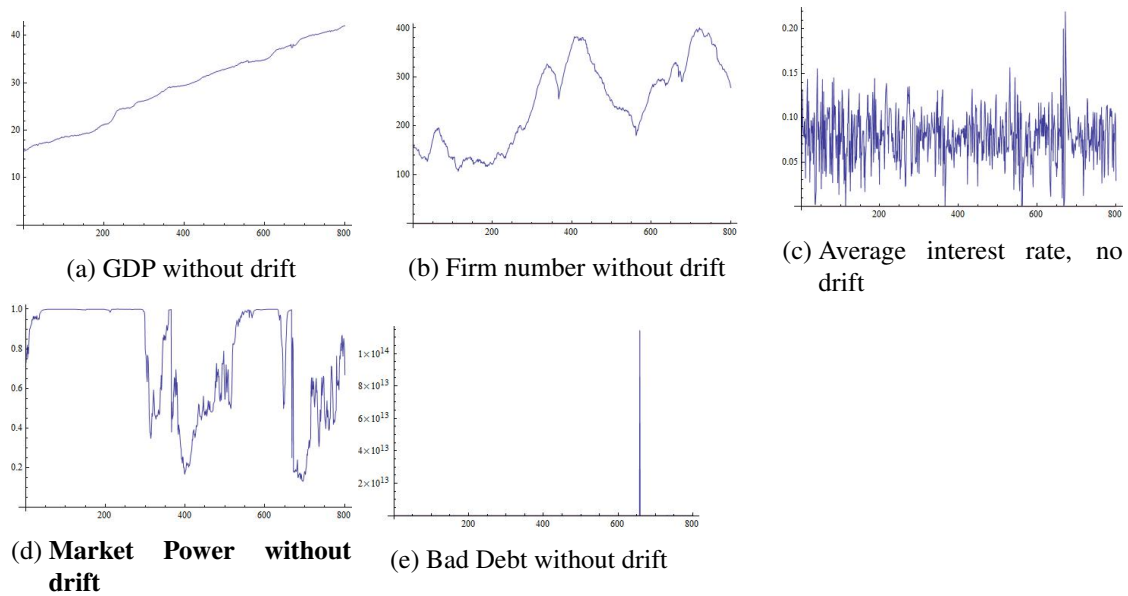 40
30
20
10
200 400 600 800
(a) GDP without drift
400
300
200
100
200 400 600 800
(b) Firm number without drift
0.20
0.15
0.10
0.05
200 400 600 800
(c) Average interest rate, no
drift
1.0
0.8
0.6
0.4
0.2
200 400 600 800
(d) Market Power without
drift
1×10¹⁴
8×10¹³
6×10¹³
4×10¹³
2×10¹³
0 200 400 600 800
(e) Bad Debt without drift